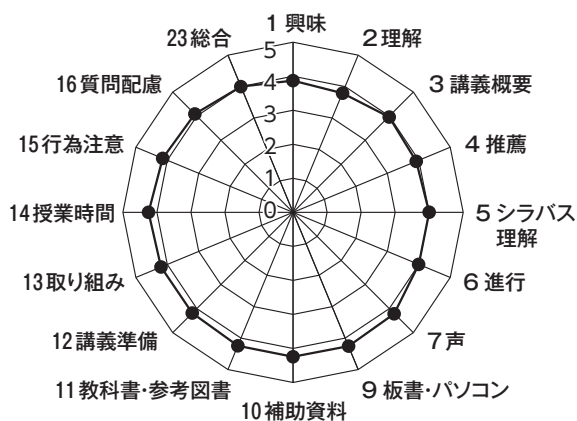 1 興味
2 理解
3 講義概要
4 推薦
5 シラバス
理解
6 進行
7 声
9 板書・パソコン
10 補助資料
11 教科書・参考図書
12 講義準備
13 取り組み
14 授業時間
15 行為注意
16 質問配慮
23 総合
5
4
3
2
1
0